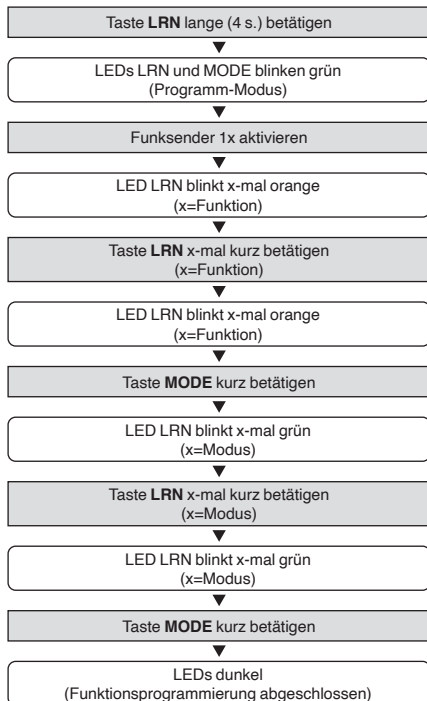 Taste LRN lange (4 s.) betätigen
LEDs LRN und MODE blinken grün
(Programm-Modus)
Funksender 1x aktivieren
LED LRN blinkt x-mal orange
(x=Funktion)
Taste LRN x-mal kurz betätigen
(x=Funktion)
LED LRN blinkt x-mal orange
(x=Funktion)
Taste MODE kurz betätigen
LED LRN blinkt x-mal grün
(x=Modus)
Taste LRN x-mal kurz betätigen
(x=Modus)
LED LRN blinkt x-mal grün
(x=Modus)
Taste MODE kurz betätigen
LEDs dunkel
(Funktionsprogrammierung abgeschlossen)